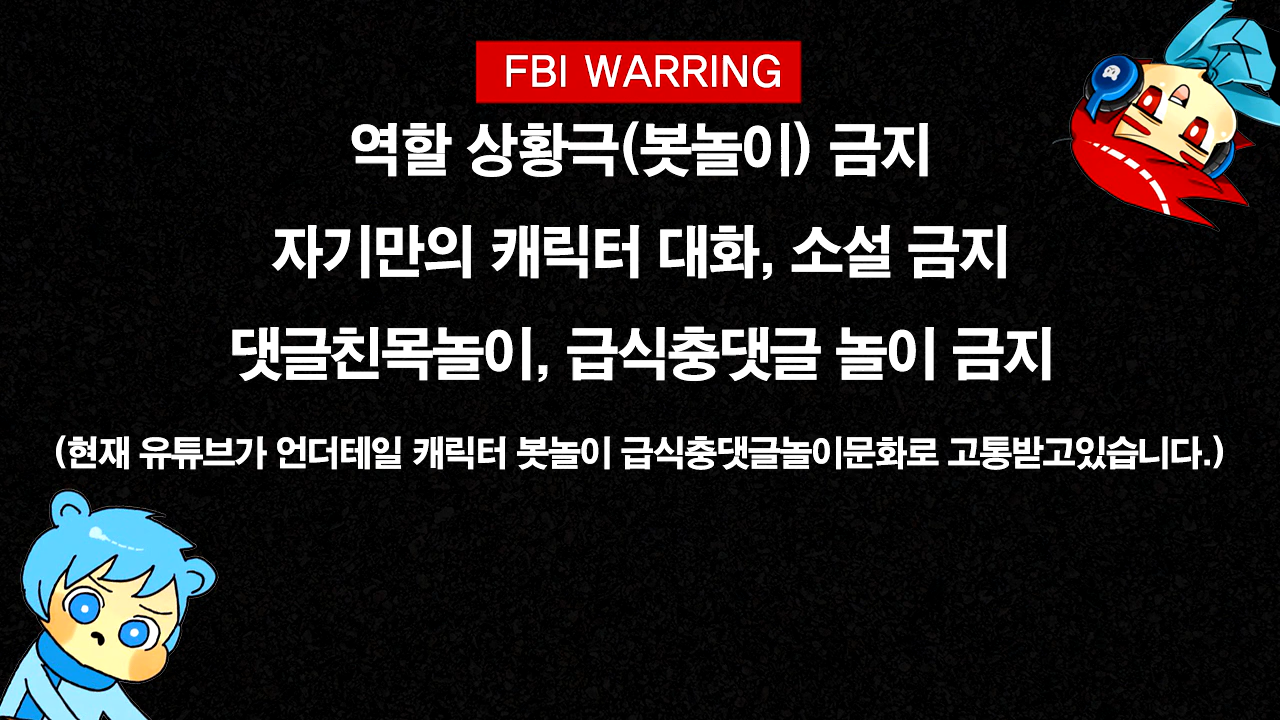 FBI WARRING
역할 상황극(봇놀이) 금지
자기만의 캐릭터 대화, 소설 금지
댓글친목놀이, 급식충댓글 놀이 금지
(현재 유튜브가 언더테일 캐릭터 봇놀이 급식충댓글놀이문화로 고통받고있습니다.)